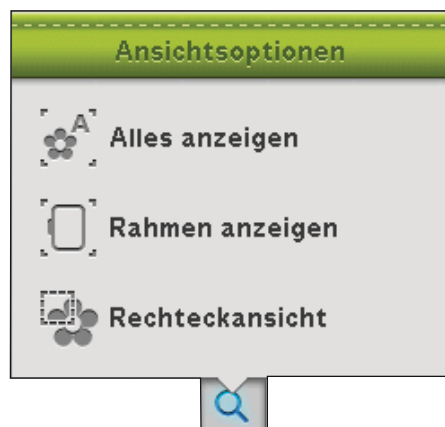 Ansichtsoptionen
A
Alles anzeigen
Rahmen anzeigen
Rechteckansicht